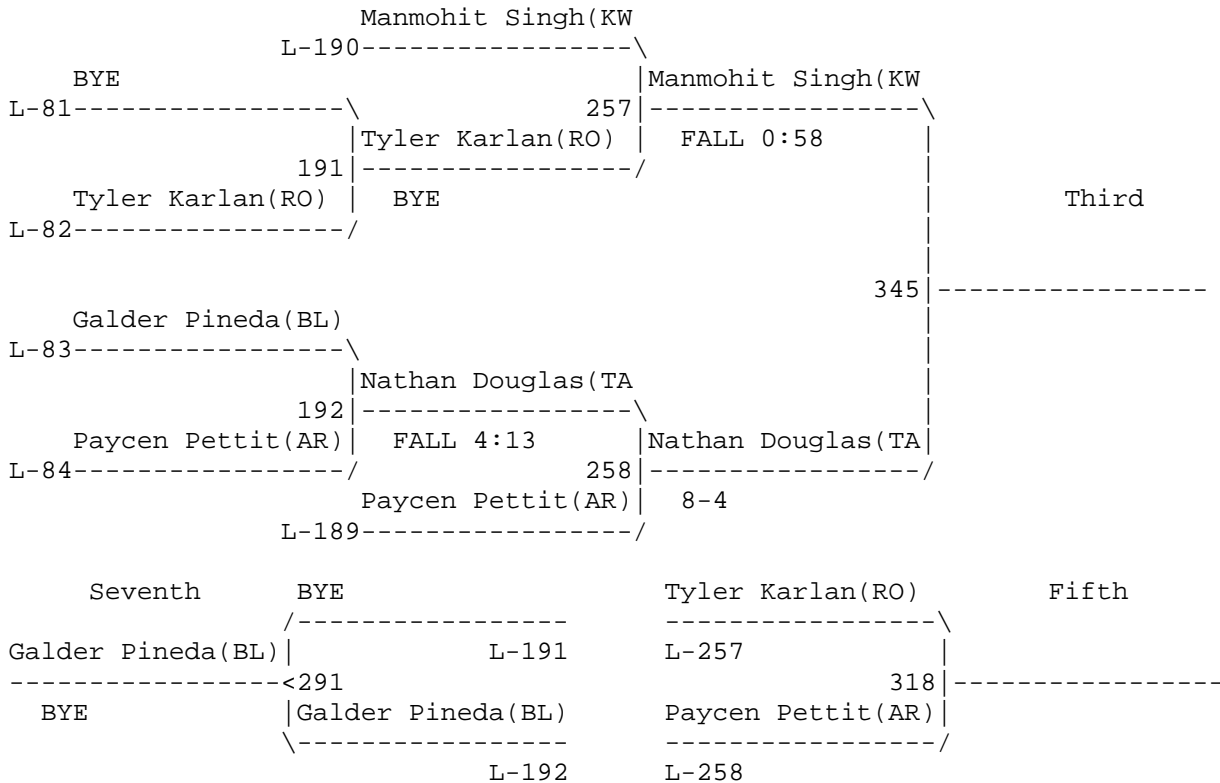 Manmohit Singh(KW
L-190-----------------\
BYE |Manmohit Singh(KW
L-81-----------------\ 257|-----------------\
|Tyler Karlan(RO) | FALL 0:58 |
191|-----------------/ |
Tyler Karlan(RO) | BYE | Third
L-82-----------------/ |
|
345|-----------------
Galder Pineda(BL) |
L-83-----------------\ |
|Nathan Douglas(TA |
192|-----------------\ |
Paycen Pettit(AR)| FALL 4:13 |Nathan Douglas(TA|
L-84-----------------/ 258|-----------------/
Paycen Pettit(AR)| 8-4
L-189-----------------/
Seventh BYE Tyler Karlan(RO) Fifth
/----------------- -----------------\
Galder Pineda(BL)| L-191 L-257 |
-----------------<291 318|-----------------
BYE |Galder Pineda(BL) Paycen Pettit(AR)|
\----------------- -----------------/
L-192 L-258